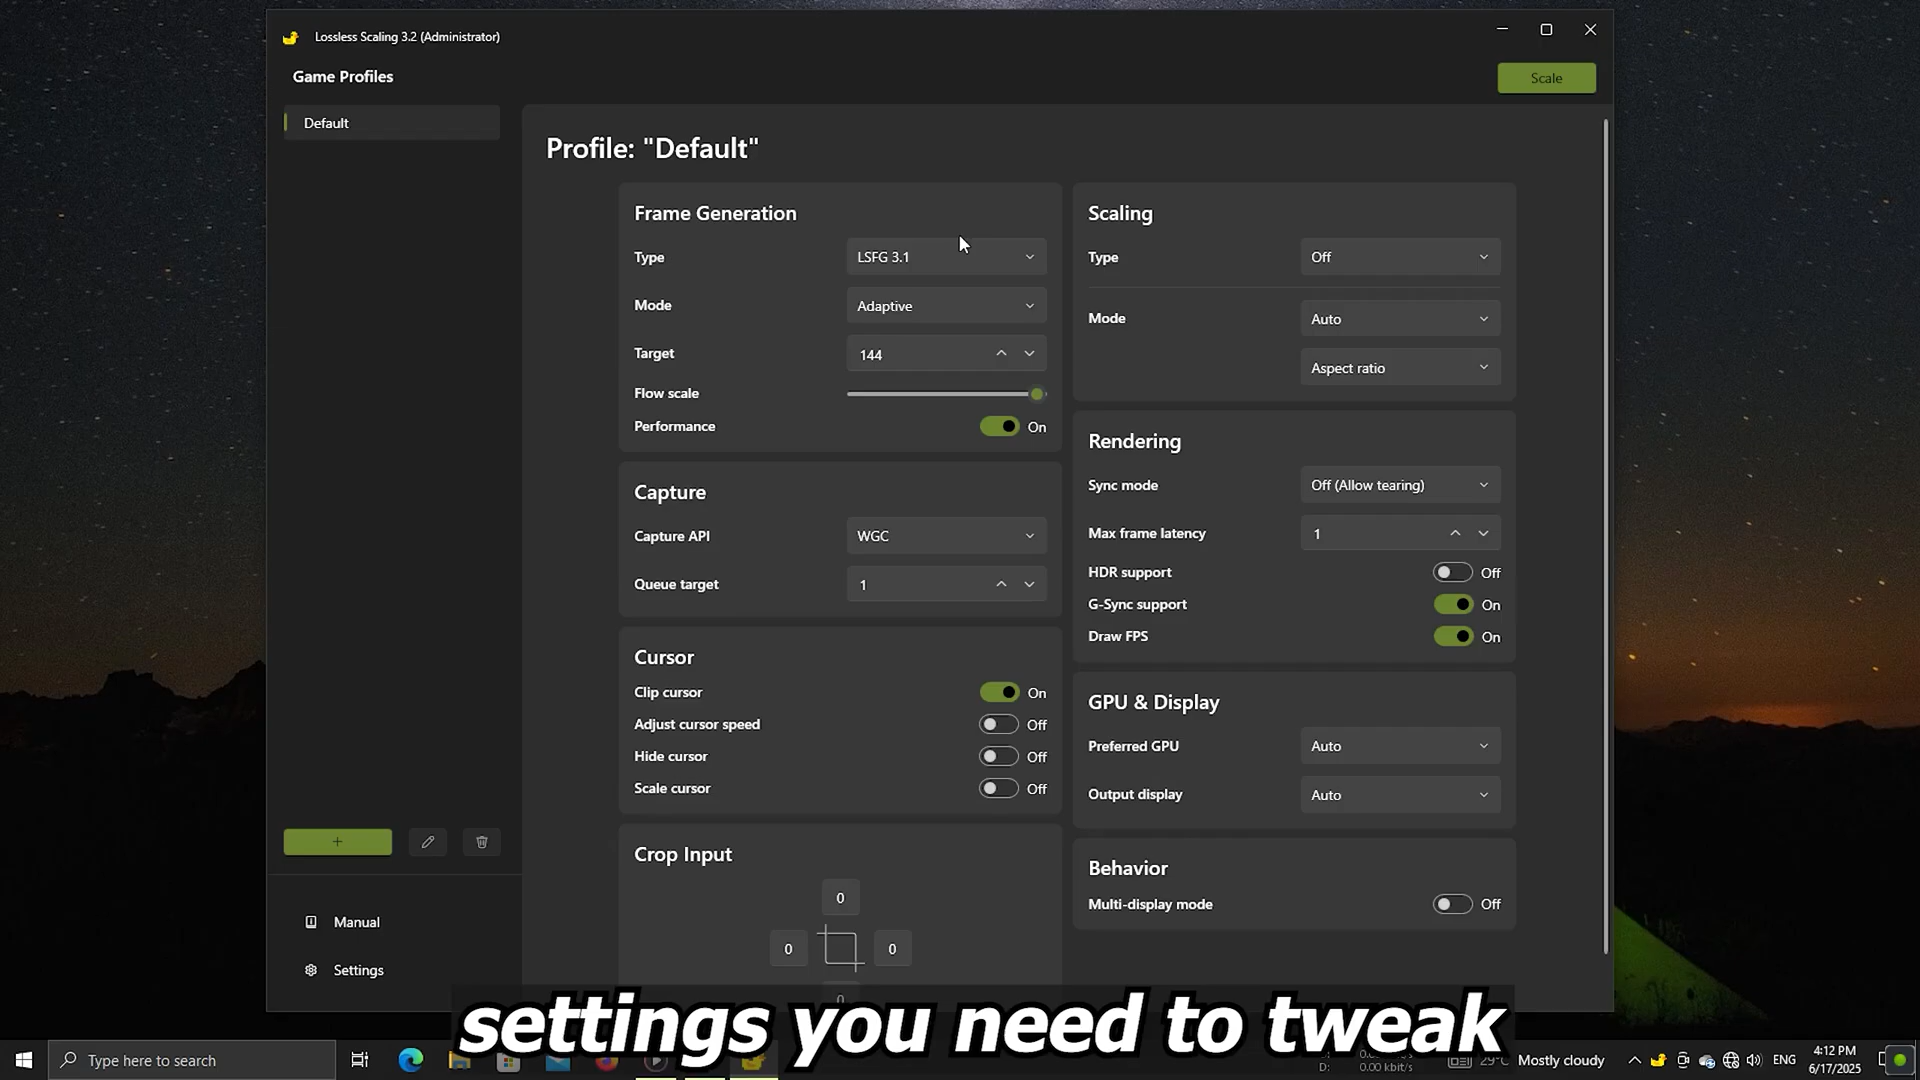 Lossless Scaling 3.2 (Administrator)
Game Profiles
Scale
Default
Profile: "Default"
Frame Generation
Type
LSFG 3.1
Mode
Adaptive
Target
144
Flow scale
Performance
On
Capture
Capture API
WGC
Queue target
1
Cursor
Clip cursor
On
Adjust cursor speed
Off
Hide cursor
Off
Scale cursor
Off
Crop Input
0
0
0
0
Scaling
Type
Off
Mode
Auto
Aspect ratio
Rendering
Sync mode
Off (Allow tearing)
Max frame latency
1
HDR support
Off
G-Sync support
On
Draw FPS
On
GPU & Display
Preferred GPU
Auto
Output display
Auto
Behavior
Multi-display mode
Off
+
Manual
Settings
settings you need to tweak
Type here to search
D:
0.00 kbit/s
29°C Mostly cloudy
ENG
4:12 PM
6/17/2025